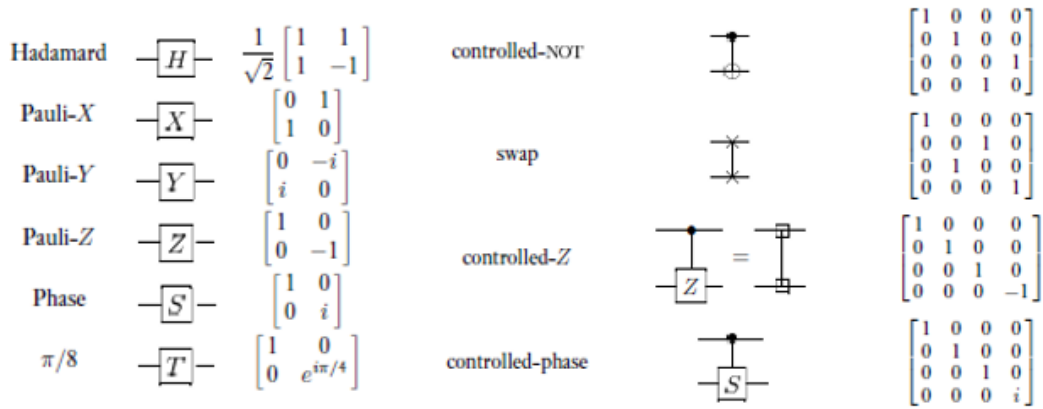 Hadamard H 1/√2 [1 1; 1 −1]
Pauli-X X [0 1; 1 0]
Pauli-Y Y [0 −i; i 0]
Pauli-Z Z [1 0; 0 −1]
Phase S [1 0; 0 i]
π/8 T [1 0; 0 e^{iπ/4}]
controlled-NOT [1 0 0 0; 0 1 0 0; 0 0 0 1; 0 0 1 0]
swap [1 0 0 0; 0 0 1 0; 0 1 0 0; 0 0 0 1]
controlled-Z Z = [1 0 0 0; 0 1 0 0; 0 0 1 0; 0 0 0 −1]
controlled-phase S [1 0 0 0; 0 1 0 0; 0 0 1 0; 0 0 0 i]